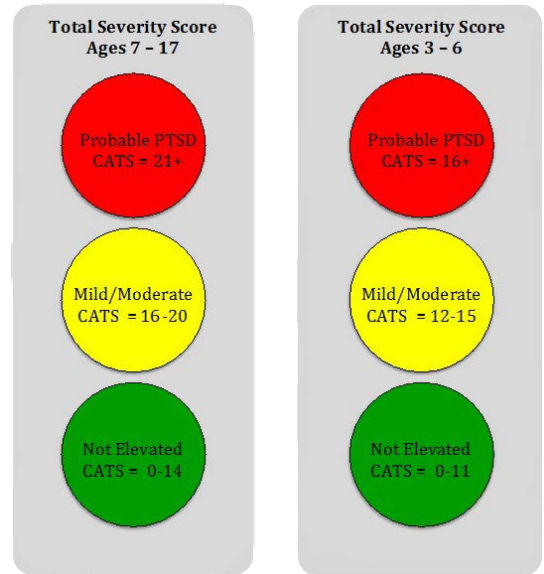 Total Severity Score
Ages 7 – 17
Probable PTSD
CATS = 21+
Mild/Moderate
CATS = 16-20
Not Elevated
CATS = 0-14
Total Severity Score
Ages 3 – 6
Probable PTSD
CATS = 16+
Mild/Moderate
CATS = 12-15
Not Elevated
CATS = 0-11